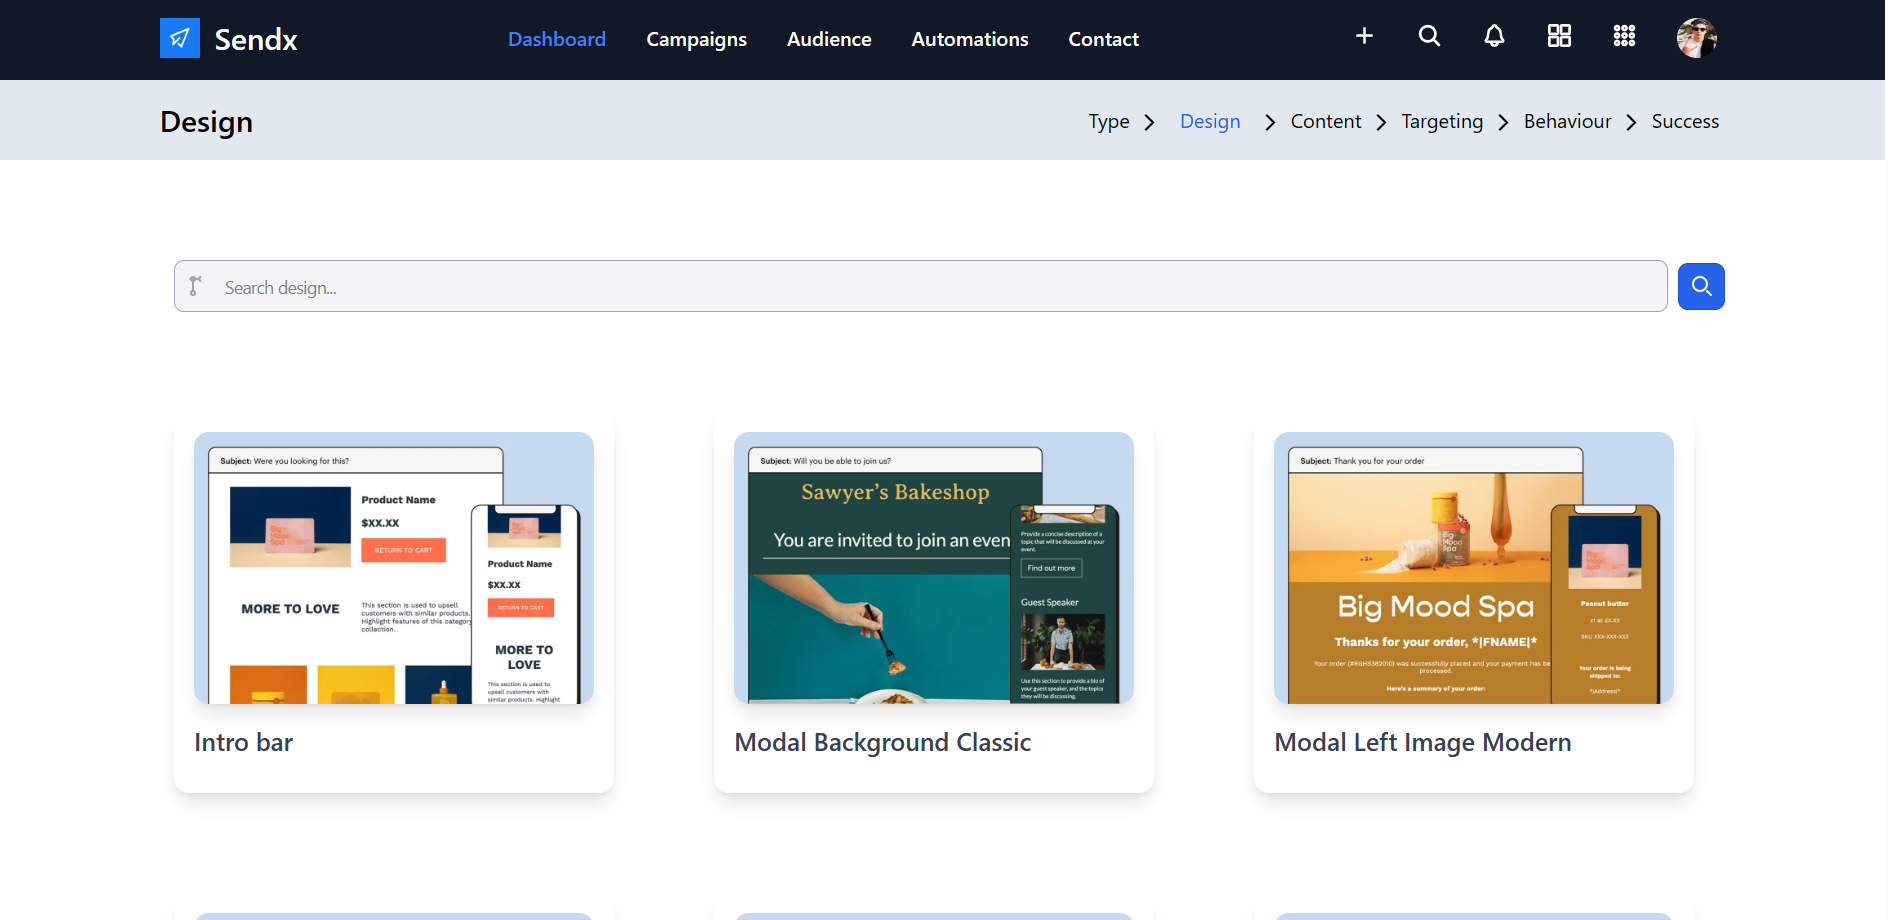 Sendx
Dashboard Campaigns Audience Automations Contact
Design
Type Design Content Targeting Behaviour Success
Search design...
Subject: Were you looking for this?
Product Name
$XX.XX
RETURN TO CART
MORE TO LOVE
This section is used to upsell
customers with similar products.
Highlight features of this category
collection.
Product Name
$XX.XX
RETURN TO CART
MORE TO
LOVE
This section is used to
upsell customers with
similar products. Highlight
Intro bar
Subject: Will you be able to join us?
Sawyer's Bakeshop
You are invited to join an even
Provide a concise description of a
topic that will be discussed at your
event.
Find out more
Guest Speaker
Use this section to provide a bio of
your guest speaker, and the topics
they will be discussing.
Modal Background Classic
Subject: Thank you for your order
Big Mood Spa
Thanks for your order, *|FNAME|*
Your order (#RGHS382010) was successfully placed and your payment has be
processed.
Here's a summary of your order:
Peanut butter
x1 at £X.XX
SKU XXX-XXX-XXX
Your order is being
shipped to:
*|Address|*
Modal Left Image Modern